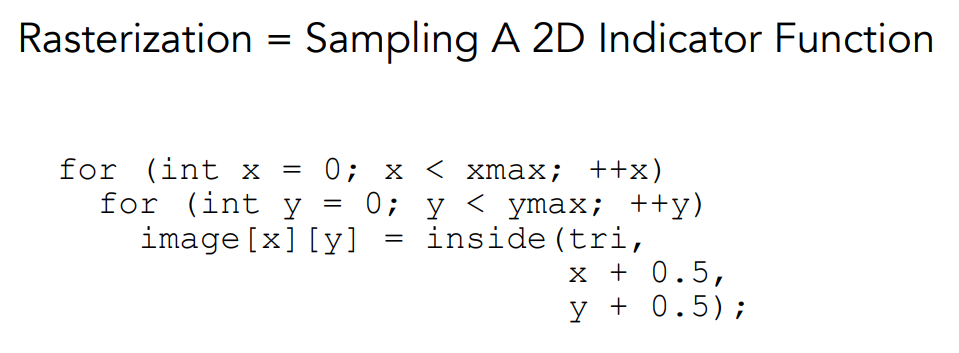 Rasterization = Sampling A 2D Indicator Function
for (int x = 0; x < xmax; ++x)
for (int y = 0; y < ymax; ++y)
image[x][y] = inside(tri,
x + 0.5,
y + 0.5);